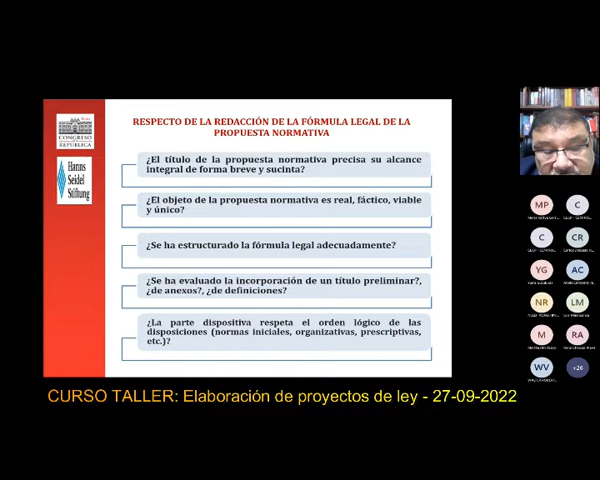 CONGRESO
REPÚBLICA
Hanns
Seidel
Stiftung
RESPECTO DE LA REDACCIÓN DE LA FÓRMULA LEGAL DE LA
PROPUESTA NORMATIVA
¿El título de la propuesta normativa precisa su alcance
integral de forma breve y sucinta?
¿El objeto de la propuesta normativa es real, fáctico, viable
y único?
¿Se ha estructurado la fórmula legal adecuadamente?
¿Se ha evaluado la incorporación de un título preliminar?,
¿de anexos?, ¿de definiciones?
¿La parte dispositiva respeta el orden lógico de las
disposiciones (normas iniciales, organizativas, prescriptivas,
etc.)?
MP
C
C
CR
YG
AC
NR
LM
M
RA
WV
+26
CURSO TALLER: Elaboración de proyectos de ley - 27-09-2022